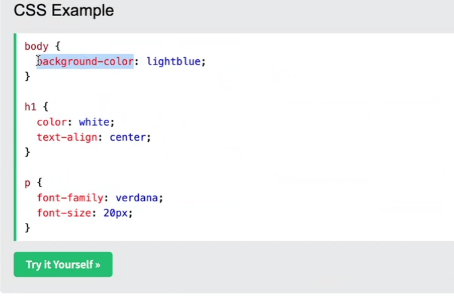 CSS Example
body {
  background-color: lightblue;
}
h1 {
  color: white;
  text-align: center;
}
p {
  font-family: verdana;
  font-size: 20px;
}
Try it Yourself »